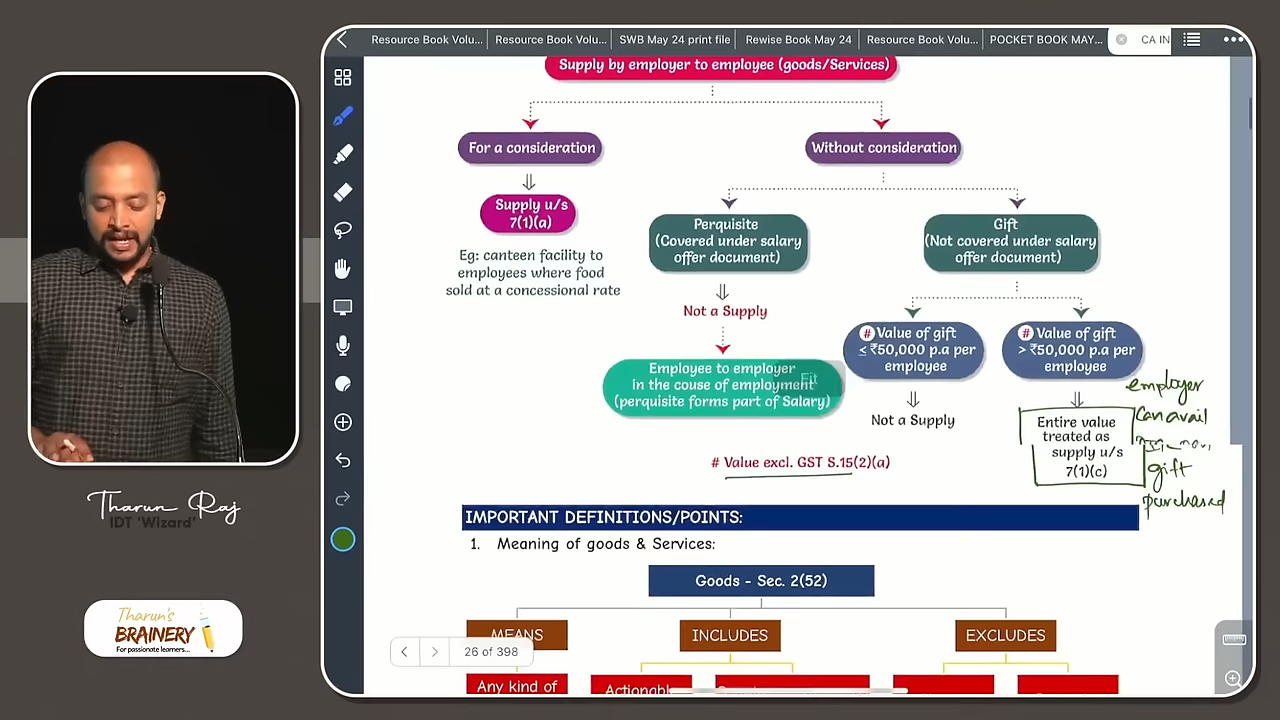 Resource Book Volu...
Resource Book Volu...
SWB May 24 print file
Rewise Book May 24
Resource Book Volu...
POCKET BOOK MAY...
CA IN
Supply by employer to employee (goods/Services)
For a consideration
Without consideration
Supply u/s
7(1)(a)
Eg: canteen facility to
employees where food
sold at a concessional rate
Perquisite
(Covered under salary
offer document)
Gift
(Not covered under salary
offer document)
Not a Supply
Employee to employer
in the couse of employment
(perquisite forms part of Salary)
Fit
# Value of gift
≤ ₹50,000 p.a per
employee
# Value of gift
> ₹50,000 p.a per
employee
Not a Supply
Entire value
treated as
supply u/s
7(1)(c)
employer
can avail
gift
purchased
# Value excl. GST S.15(2)(a)
IMPORTANT DEFINITIONS/POINTS:
1. Meaning of goods & Services:
Goods - Sec. 2(52)
MEANS
INCLUDES
EXCLUDES
26 of 398
Any kind of
Tharun Raj
IDT 'Wizard'
Tharun's
BRAINERY
For passionate learners...